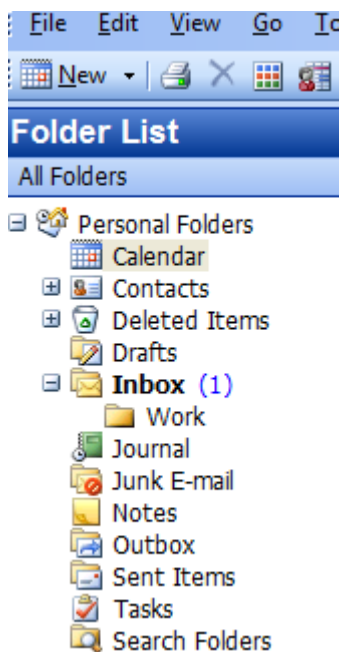 File Edit View Go To
New
Folder List
All Folders
Personal Folders
Calendar
Contacts
Deleted Items
Drafts
Inbox (1)
Work
Journal
Junk E-mail
Notes
Outbox
Sent Items
Tasks
Search Folders